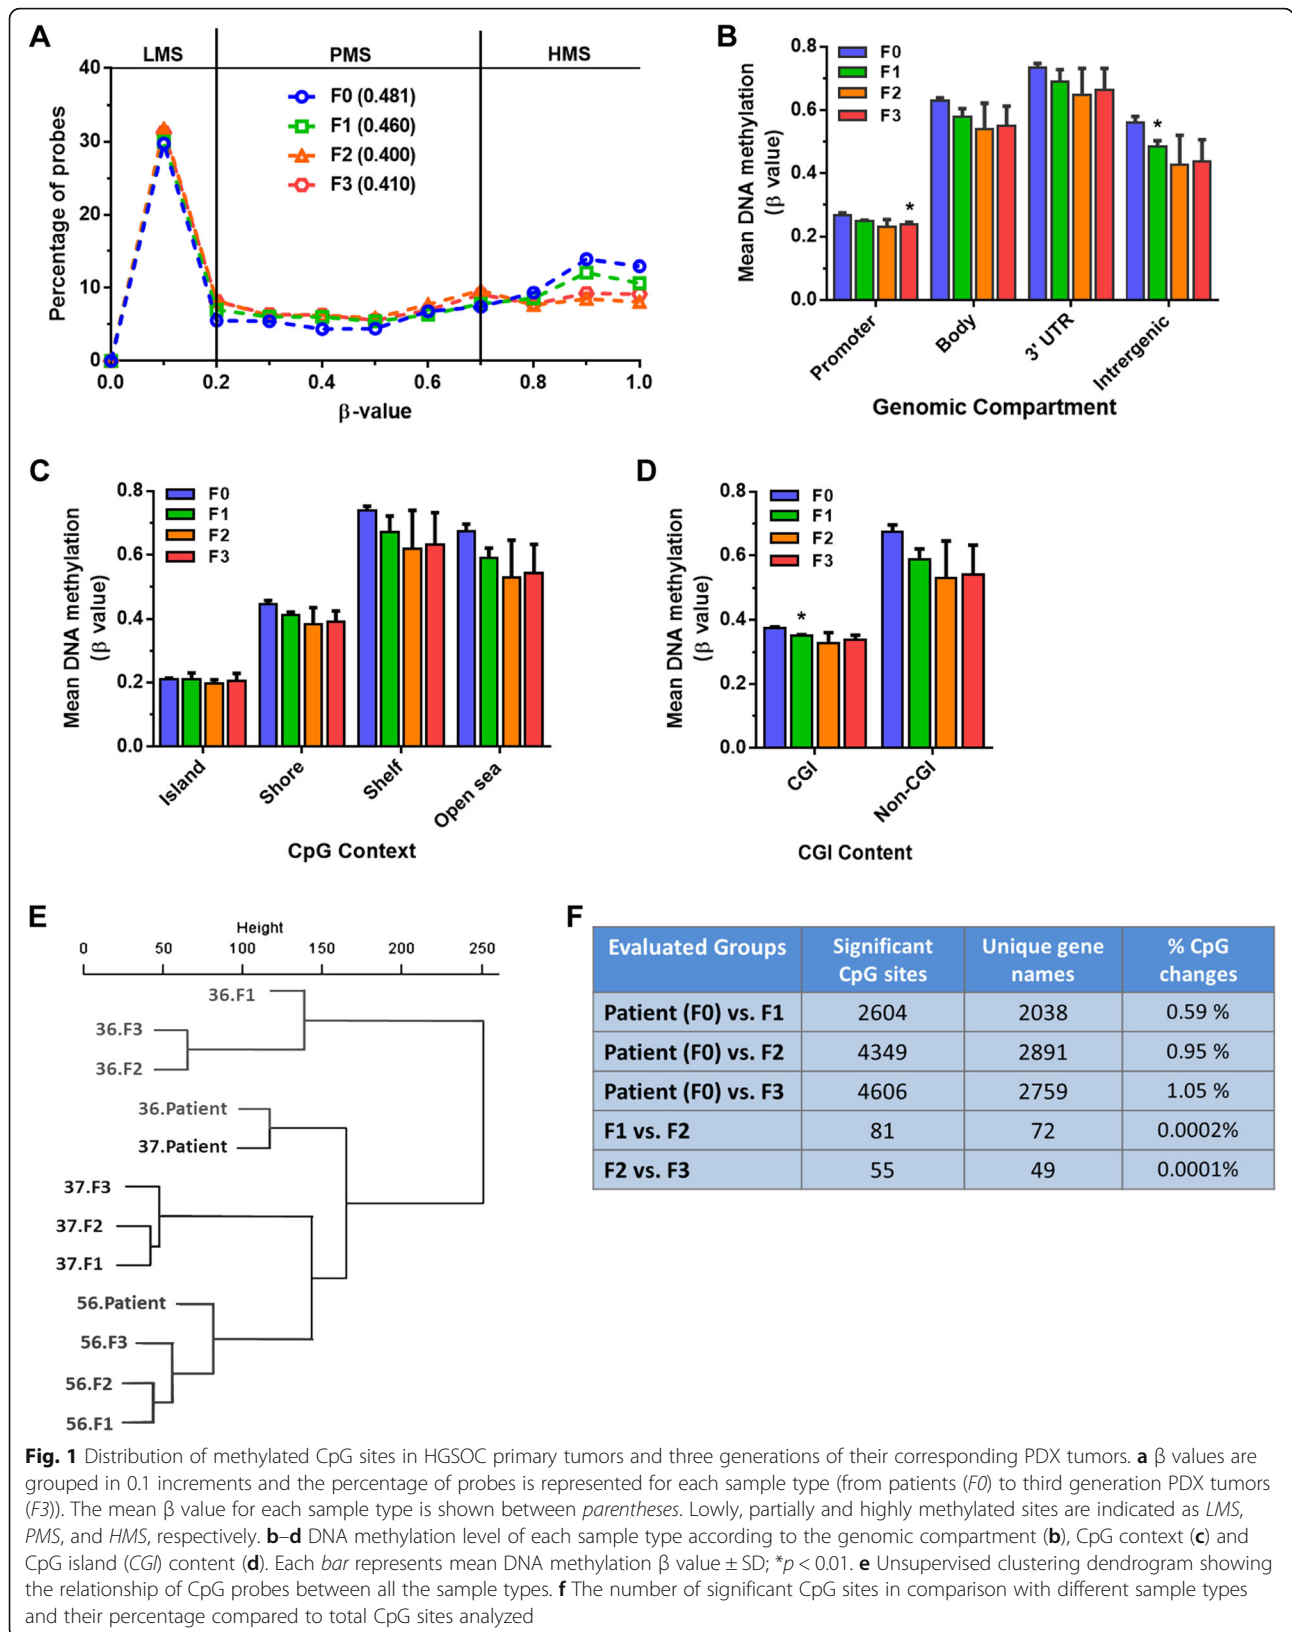 A
LMS PMS HMS
40
30
20
10
0
Percentage of probes
F0 (0.481)
F1 (0.460)
F2 (0.400)
F3 (0.410)
0.0 0.2 0.4 0.6 0.8 1.0
β-value
B
0.8
0.6
0.4
0.2
0.0
Mean DNA methylation
(β value)
F0
F1
F2
F3
*
*
Promoter
Body
3' UTR
Intrergenic
Genomic Compartment
C
0.8
0.6
0.4
0.2
0.0
Mean DNA methylation
(β value)
F0
F1
F2
F3
Island
Shore
Shelf
Open sea
CpG Context
D
0.8
0.6
0.4
0.2
0.0
Mean DNA methylation
(β value)
F0
F1
F2
F3
*
CGI
Non-CGI
CGI Content
E
Height
0 50 100 150 200 250
36.F1
36.F3
36.F2
36.Patient
37.Patient
37.F3
37.F2
37.F1
56.Patient
56.F3
56.F2
56.F1
F
Evaluated Groups Significant CpG sites Unique gene names % CpG changes
Patient (F0) vs. F1 2604 2038 0.59 %
Patient (F0) vs. F2 4349 2891 0.95 %
Patient (F0) vs. F3 4606 2759 1.05 %
F1 vs. F2 81 72 0.0002%
F2 vs. F3 55 49 0.0001%
Fig. 1 Distribution of methylated CpG sites in HGSOC primary tumors and three generations of their corresponding PDX tumors. a β values are
grouped in 0.1 increments and the percentage of probes is represented for each sample type (from patients (F0) to third generation PDX tumors
(F3)). The mean β value for each sample type is shown between parentheses. Lowly, partially and highly methylated sites are indicated as LMS,
PMS, and HMS, respectively. b–d DNA methylation level of each sample type according to the genomic compartment (b), CpG context (c) and
CpG island (CGI) content (d). Each bar represents mean DNA methylation β value ± SD; *p < 0.01. e Unsupervised clustering dendrogram showing
the relationship of CpG probes between all the sample types. f The number of significant CpG sites in comparison with different sample types
and their percentage compared to total CpG sites analyzed